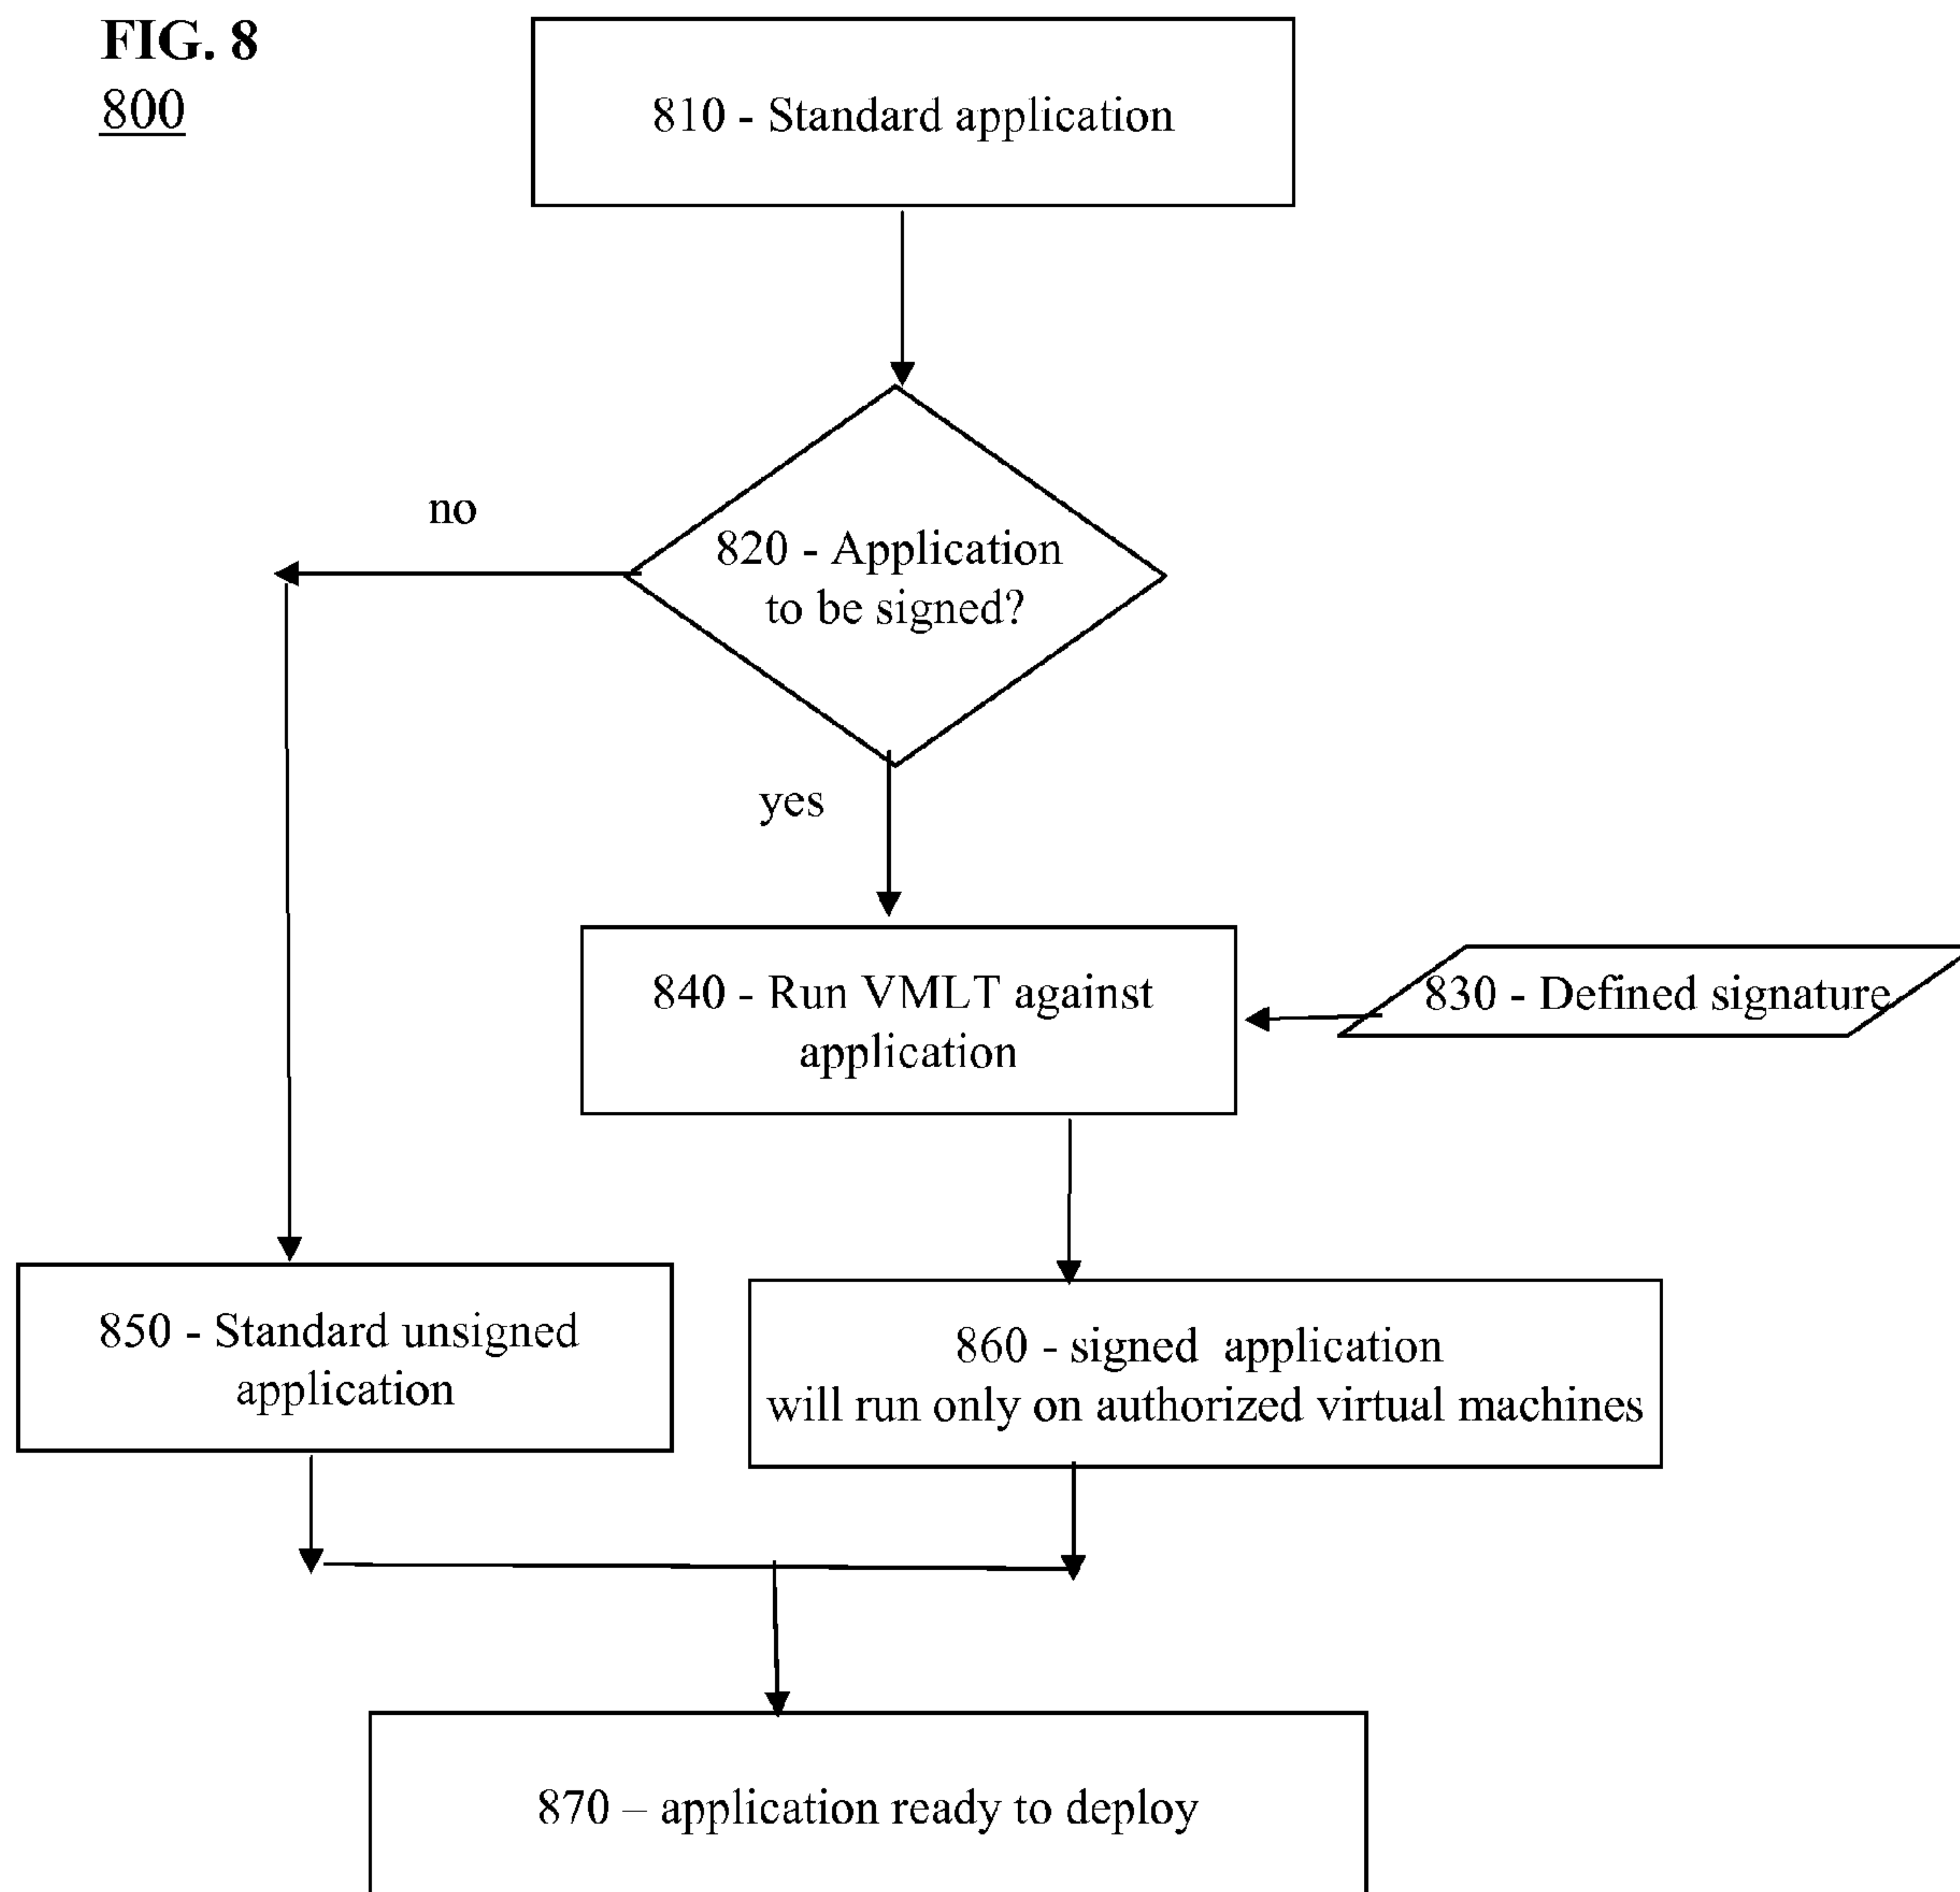 FIG. 8
800
810 - Standard application
no
820 - Application
to be signed?
yes
840 - Run VMLT against
application
830 - Defined signature
850 - Standard unsigned
application
860 - signed application
will run only on authorized virtual machines
870 – application ready to deploy